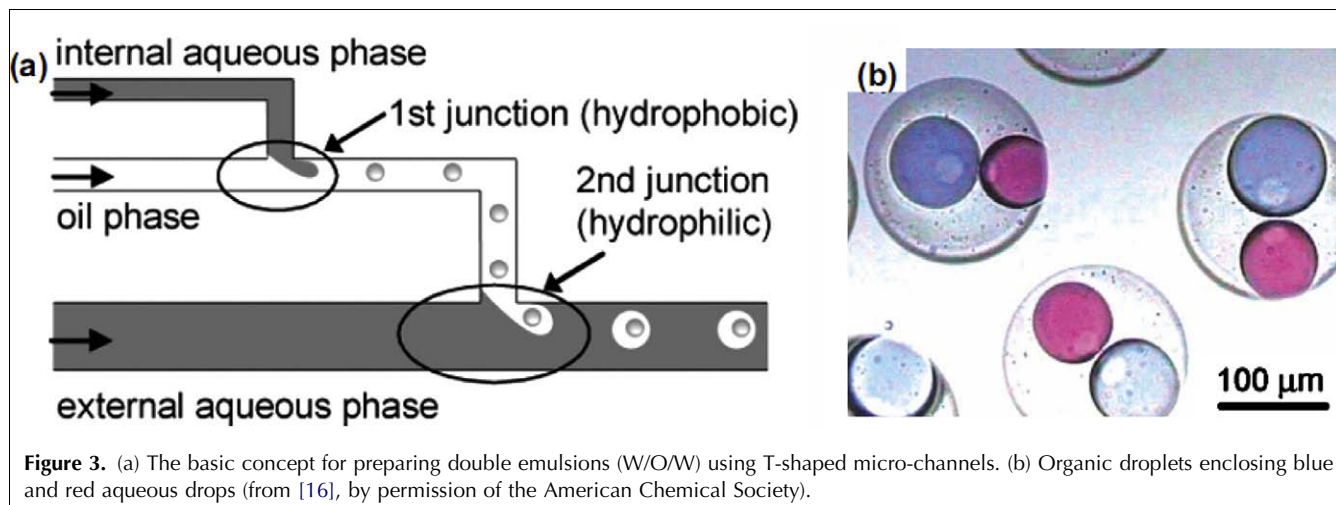 (a)
internal aqueous phase
1st junction (hydrophobic)
oil phase
2nd junction
(hydrophilic)
external aqueous phase
(b)
100 μm
Figure 3. (a) The basic concept for preparing double emulsions (W/O/W) using T-shaped micro-channels. (b) Organic droplets enclosing blue
and red aqueous drops (from [16], by permission of the American Chemical Society).